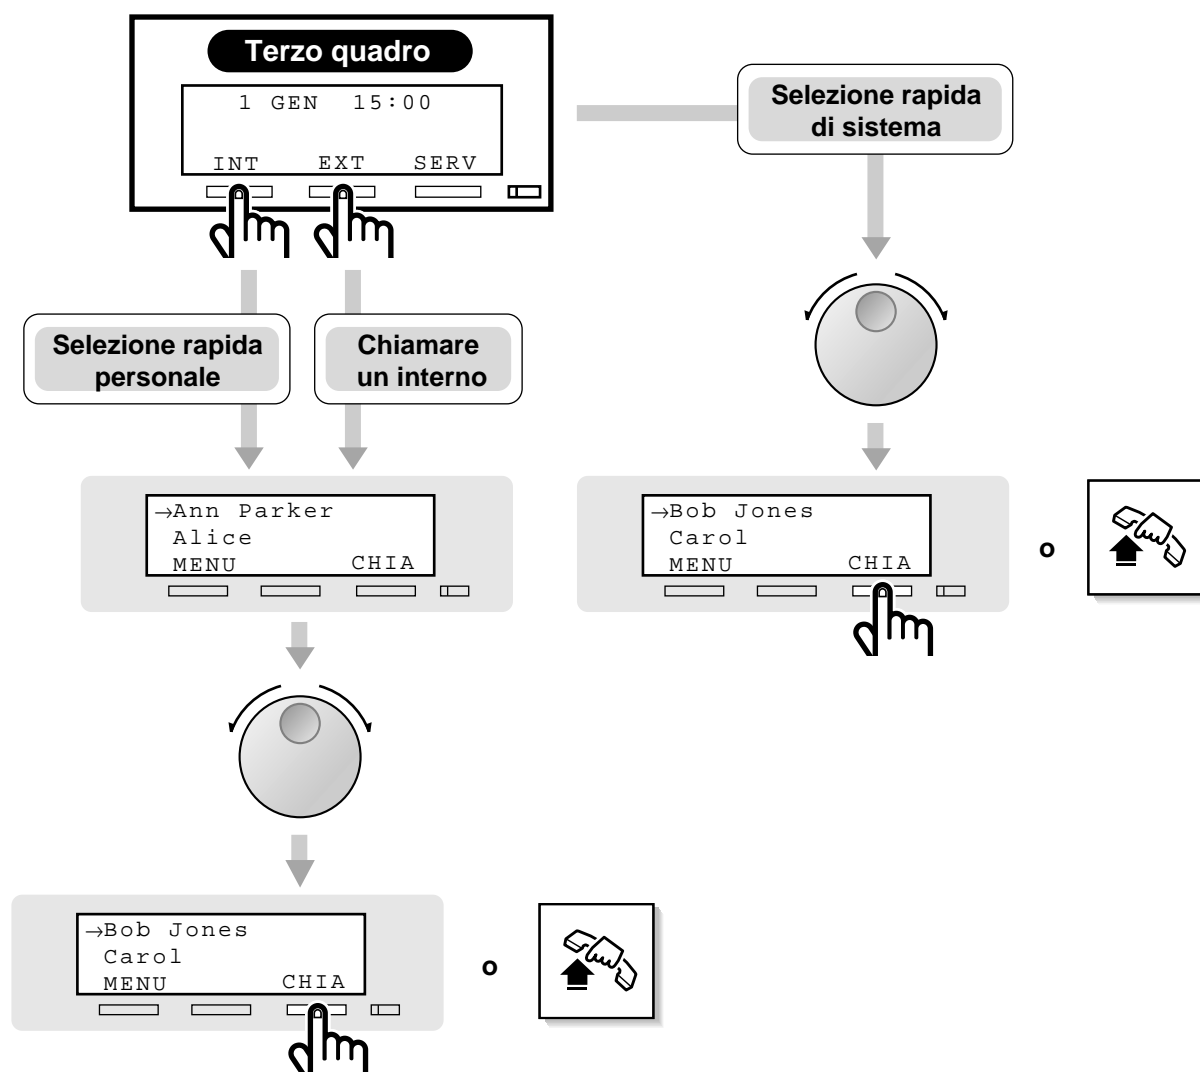 Terzo quadro
1 GEN 15:00
INT EXT SERV
Selezione rapida
di sistema
Selezione rapida
personale
Chiamare
un interno
→Ann Parker
Alice
MENU CHIA
→Bob Jones
Carol
MENU CHIA
o
→Bob Jones
Carol
MENU CHIA
o